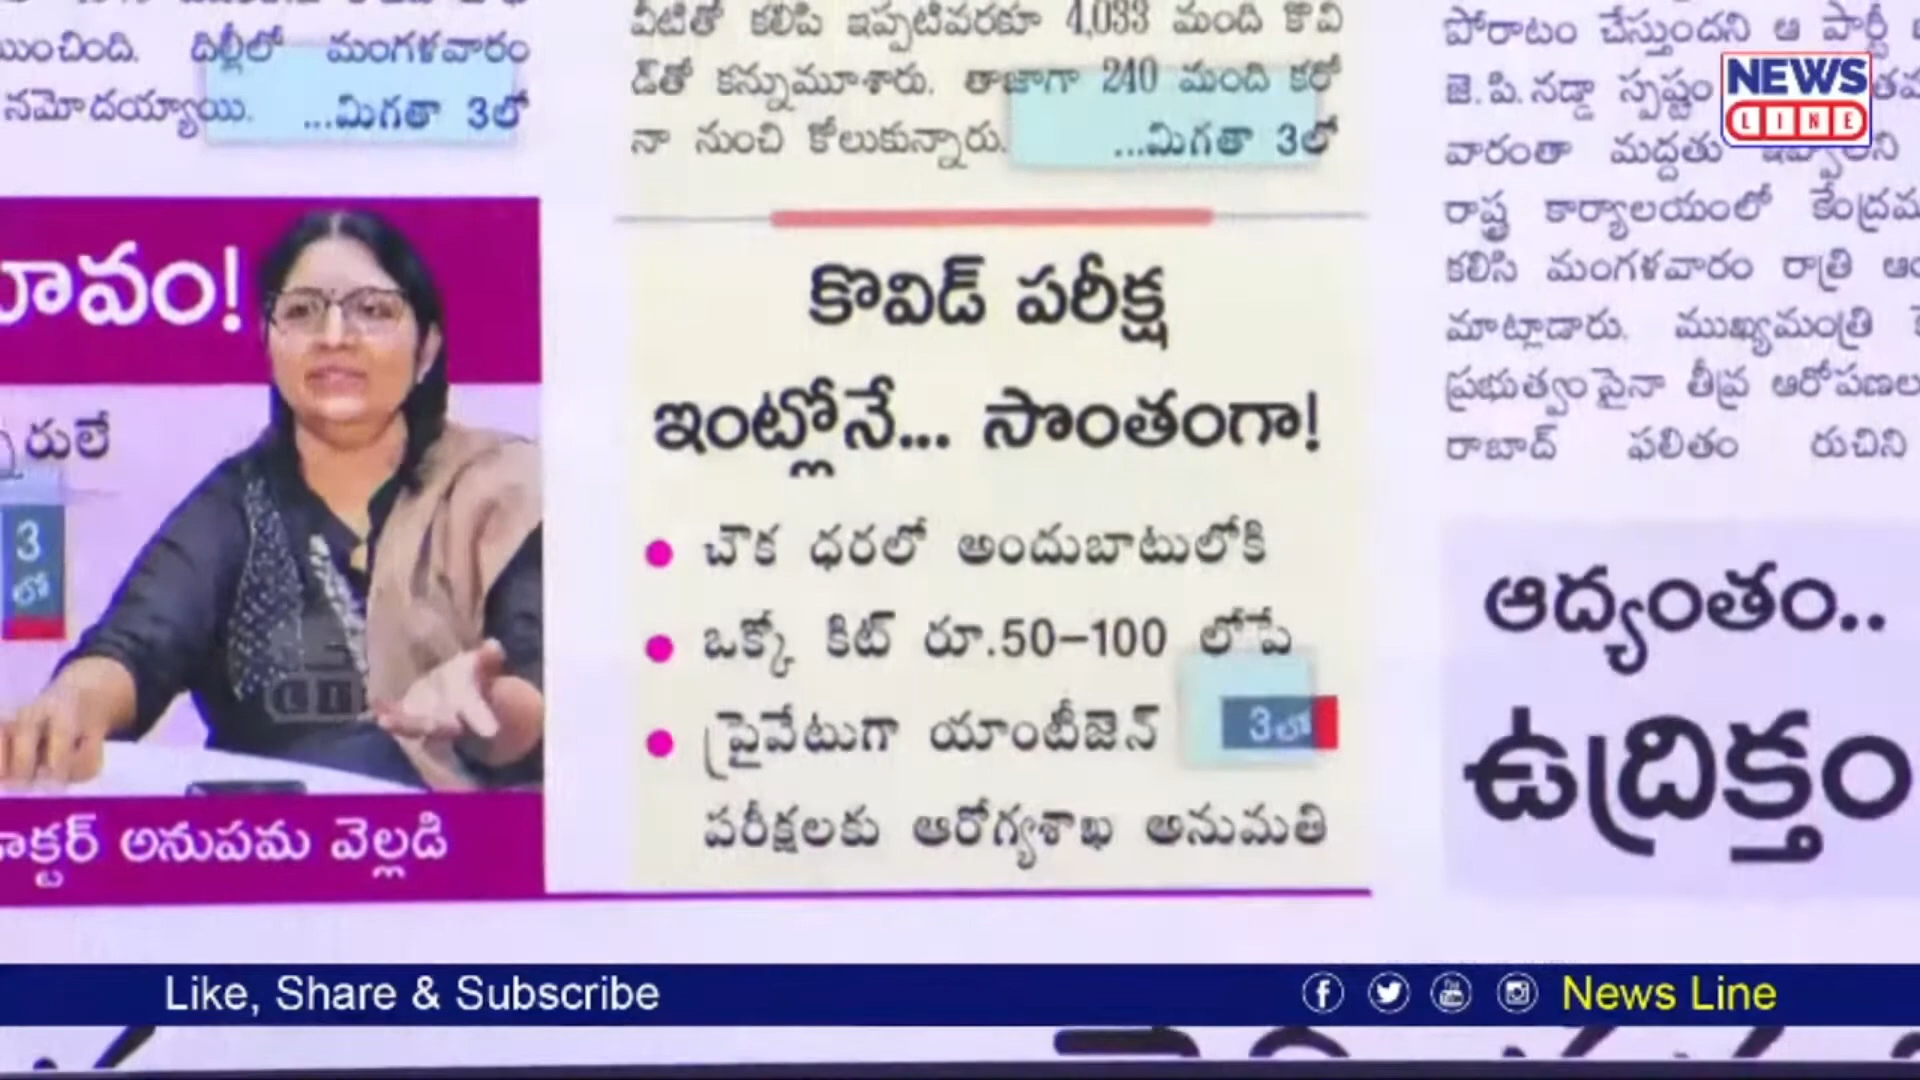 యించింది. దిల్లీలో మంగళవారం
నమోదయ్యాయి. ...మిగతా 3లో
పావం!
రులే
3
లో
డాక్టర్ అనుపమ వెల్లడి
వీటితో కలిపి ఇప్పటివరకూ 4,033 మంది కొవి
డ్‌తో కన్నుమూశారు. తాజాగా 240 మంది కరో
నా నుంచి కోలుకున్నారు. ...మిగతా 3లో
కొవిడ్ పరీక్ష
ఇంట్లోనే... సొంతంగా!
• చౌక ధరలో అందుబాటులోకి
• ఒక్కో కిట్ రూ.50-100 లోపే
• ప్రైవేటుగా యాంటీజెన్ 3లో
పరీక్షలకు ఆరోగ్యశాఖ అనుమతి
పోరాటం చేస్తుందని ఆ పార్టీ
జె.పి.నడ్డా స్పష్టం
వారంతా మద్దతు
రాష్ట్ర కార్యాలయంలో కేంద్రమ
కలిసి మంగళవారం రాత్రి ఆ
మాట్లాడారు. ముఖ్యమంత్రి
ప్రభుత్వంపైనా తీవ్ర ఆరోపణల
రాబాద్ ఫలితం రుచిని
ఆద్యంతం..
ఉద్రిక్తం
NEWS
LINE
Like, Share & Subscribe
News Line